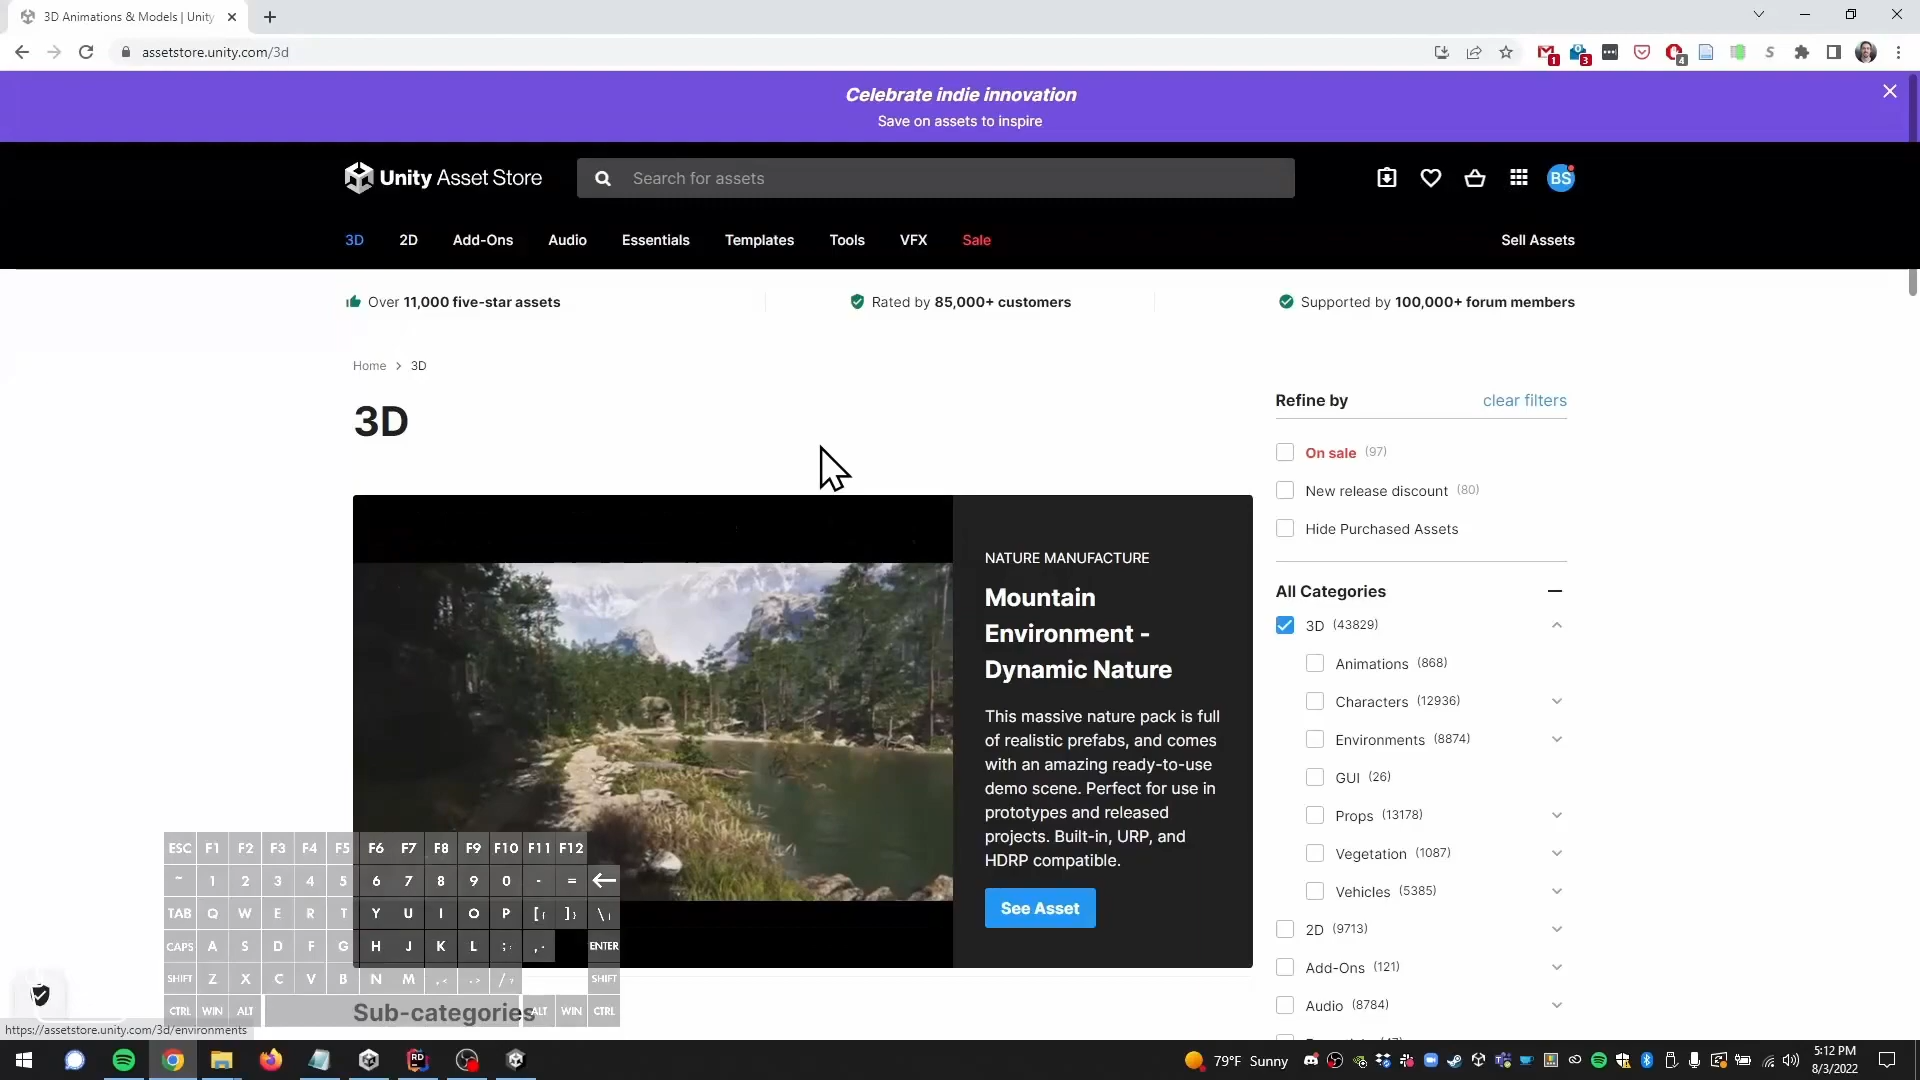 3D Animations & Models | Unity
assetstore.unity.com/3d
1
3
4
Celebrate indie innovation
Save on assets to inspire
Unity Asset Store
Search for assets
BS
3D 2D Add-Ons Audio Essentials Templates Tools VFX Sale Sell Assets
Over 11,000 five-star assets
Rated by 85,000+ customers
Supported by 100,000+ forum members
Home > 3D
3D
Refine by clear filters
On sale (97)
New release discount (80)
Hide Purchased Assets
All Categories
3D (43829)
Animations (868)
Characters (12936)
Environments (8874)
GUI (26)
Props (13178)
Vegetation (1087)
Vehicles (5385)
2D (9713)
Add-Ons (121)
Audio (8784)
NATURE MANUFACTURE
Mountain
Environment -
Dynamic Nature
This massive nature pack is full
of realistic prefabs, and comes
with an amazing ready-to-use
demo scene. Perfect for use in
prototypes and released
projects. Built-in, URP, and
HDRP compatible.
See Asset
ESC F1 F2 F3 F4 F5 F6 F7 F8 F9 F10 F11 F12
~ 1 2 3 4 5 6 7 8 9 0 - =
TAB Q W E R T Y U I O P [{ ]} \|
CAPS A S D F G H J K L ;: ENTER
SHIFT Z X C V B N M ,< .> /? SHIFT
CTRL WIN ALT ALT WIN CTRL
Sub-categories
https://assetstore.unity.com/3d/environments
79°F Sunny
5:12 PM
8/3/2022